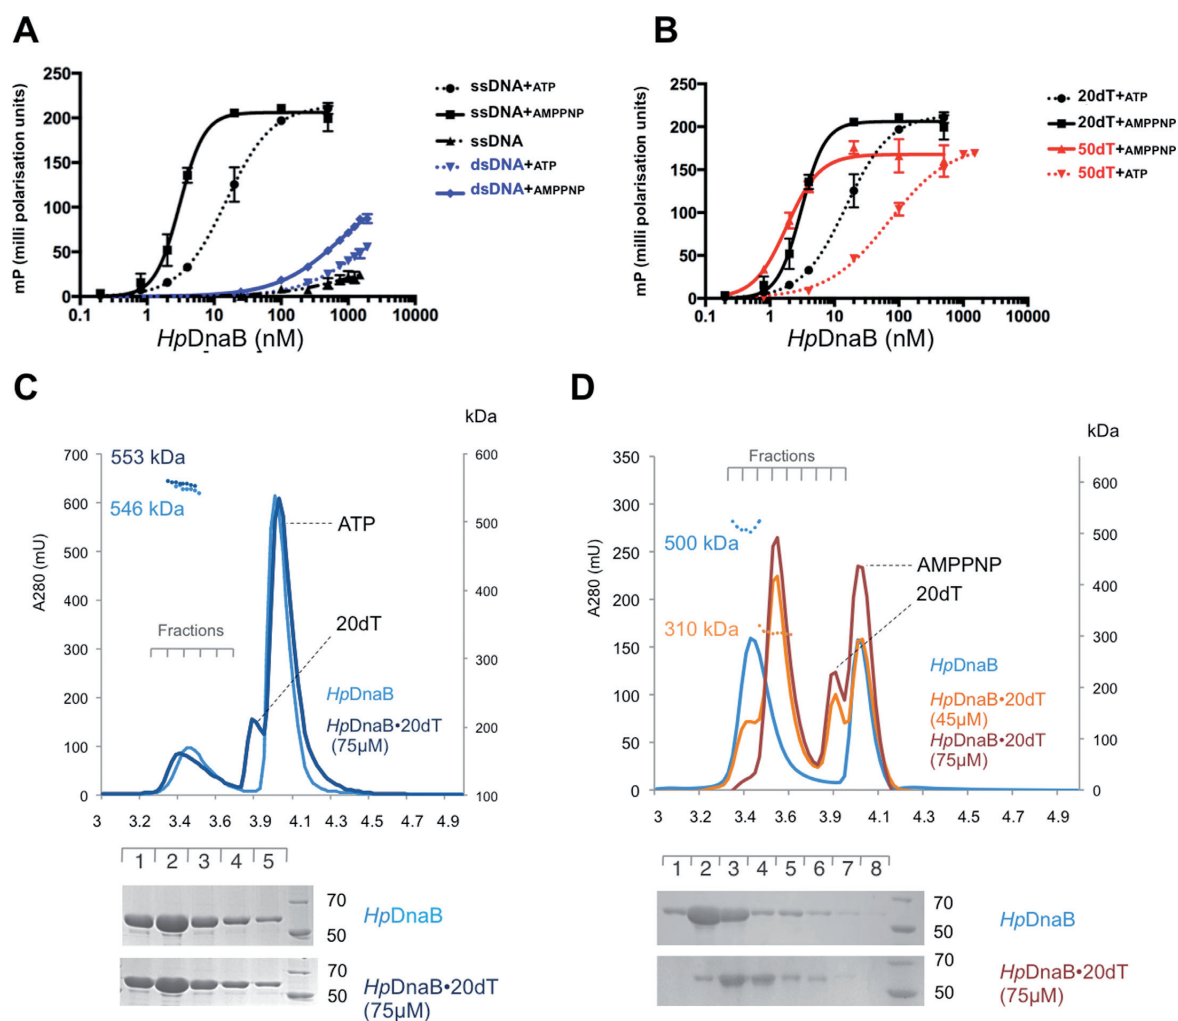 A
mP (milli polarisation units)
250
200
150
100
50
0
0.1 1 10 100 1000 10000
HpDnaB (nM)
ssDNA+ATP
ssDNA+AMPPNP
ssDNA
dsDNA+ATP
dsDNA+AMPPNP
B
mP (milli polarisation units)
250
200
150
100
50
0
0.1 1 10 100 1000 10000
HpDnaB (nM)
20dT+ATP
20dT+AMPPNP
50dT+AMPPNP
50dT+ATP
C
kDa
A280 (mU)
700
600
500
400
300
200
100
0
600
500
400
300
200
100
553 kDa
546 kDa
ATP
20dT
Fractions
HpDnaB
HpDnaB•20dT
(75µM)
3 3.2 3.4 3.6 3.9 4.1 4.3 4.5 4.7 4.9
1 2 3 4 5
70
50
HpDnaB
70
50
HpDnaB•20dT
(75µM)
D
kDa
A280 (mU)
350
300
250
200
150
100
50
0
600
500
400
300
200
100
0
Fractions
500 kDa
AMPPNP
20dT
310 kDa
HpDnaB
HpDnaB•20dT
(45µM)
HpDnaB•20dT
(75µM)
3 3.2 3.4 3.6 3.9 4.1 4.5 4.7 4.9
1 2 3 4 5 6 7 8
70
50
HpDnaB
70
50
HpDnaB•20dT
(75µM)